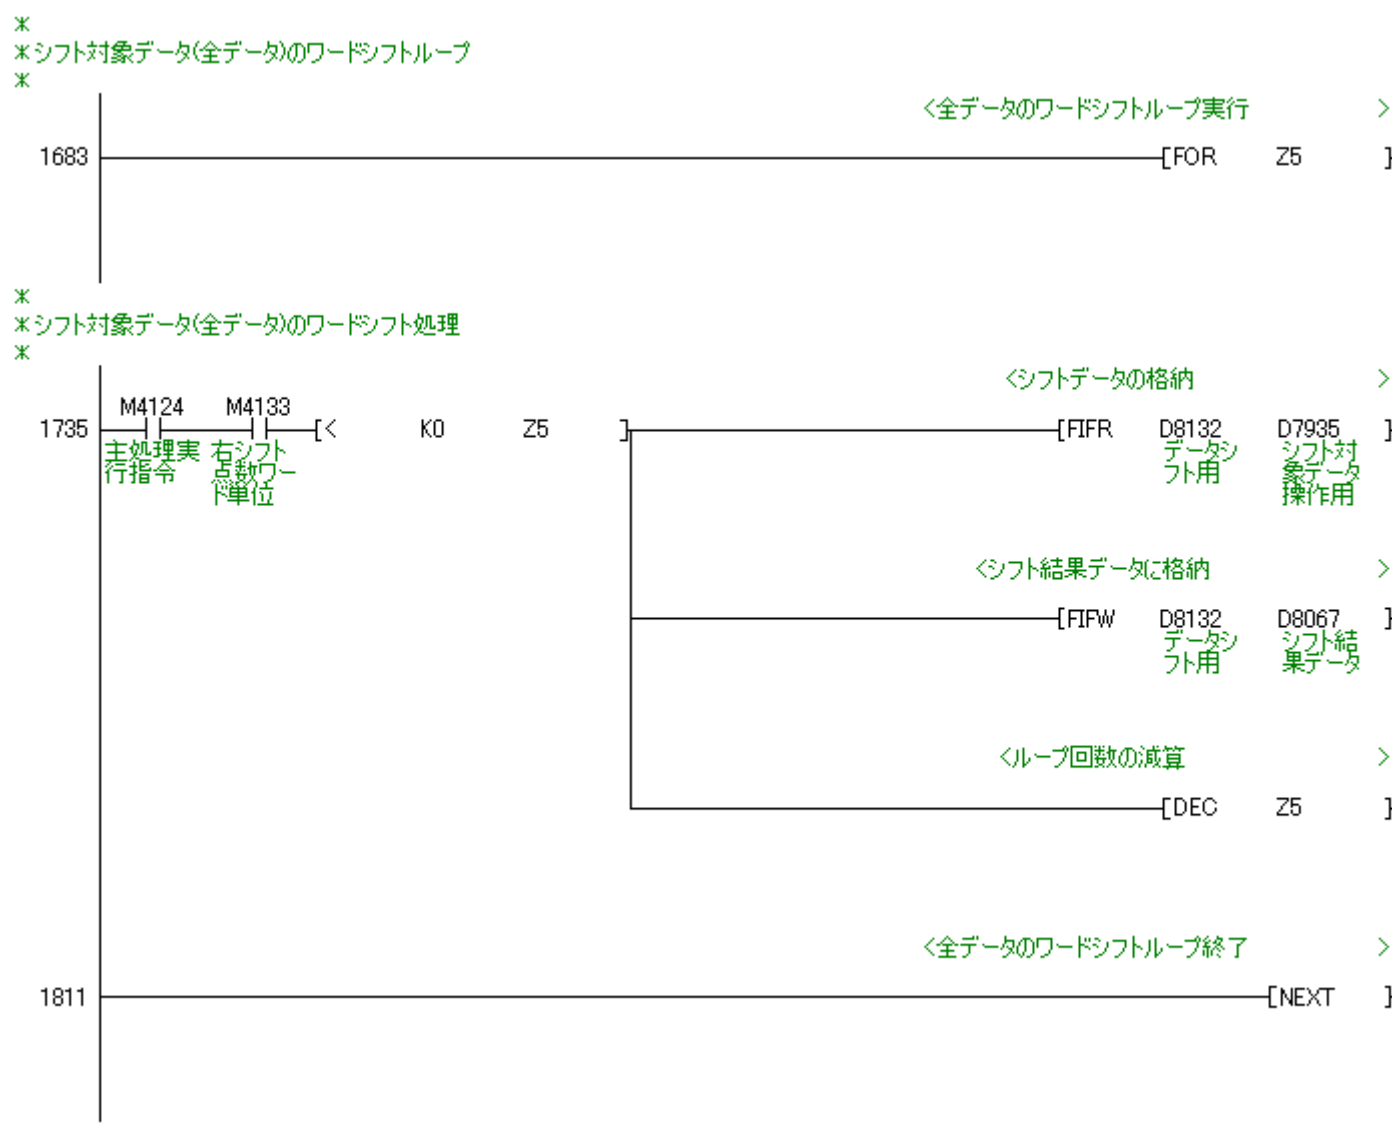 *
*シフト対象データ(全データ)のワードシフトループ
*
<全データのワードシフトループ実行 >
1683 [FOR Z5 ]
*
*シフト対象データ(全データ)のワードシフト処理
*
<シフトデータの格納 >
M4124 M4133
1735 [< K0 Z5 ] [FIFR D8132 D7935 ]
主処理実 右シフト データシ シフト対
行指令 点数ワー フト用 象データ
ド単位 操作用
<シフト結果データに格納 >
[FIFW D8132 D8067 ]
データシ シフト結
フト用 果データ
<ループ回数の減算 >
[DEC Z5 ]
<全データのワードシフトループ終了 >
1811 [NEXT ]